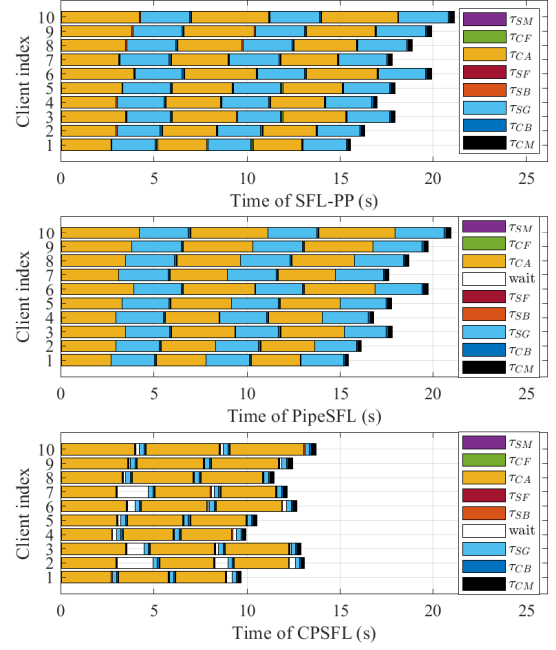 Client index
10
9
8
7
6
5
4
3
2
1
0 5 10 15 20 25
Time of SFL-PP (s)
τSM
τCF
τCA
τSF
τSB
τSG
τCB
τCM
Client index
10
9
8
7
6
5
4
3
2
1
0 5 10 15 20 25
Time of PipeSFL (s)
τSM
τCF
τCA
wait
τSF
τSB
τSG
τCB
τCM
Client index
10
9
8
7
6
5
4
3
2
1
0 5 10 15 20 25
Time of CPSFL (s)
τSM
τCF
τCA
τSF
τSB
wait
τSG
τCB
τCM